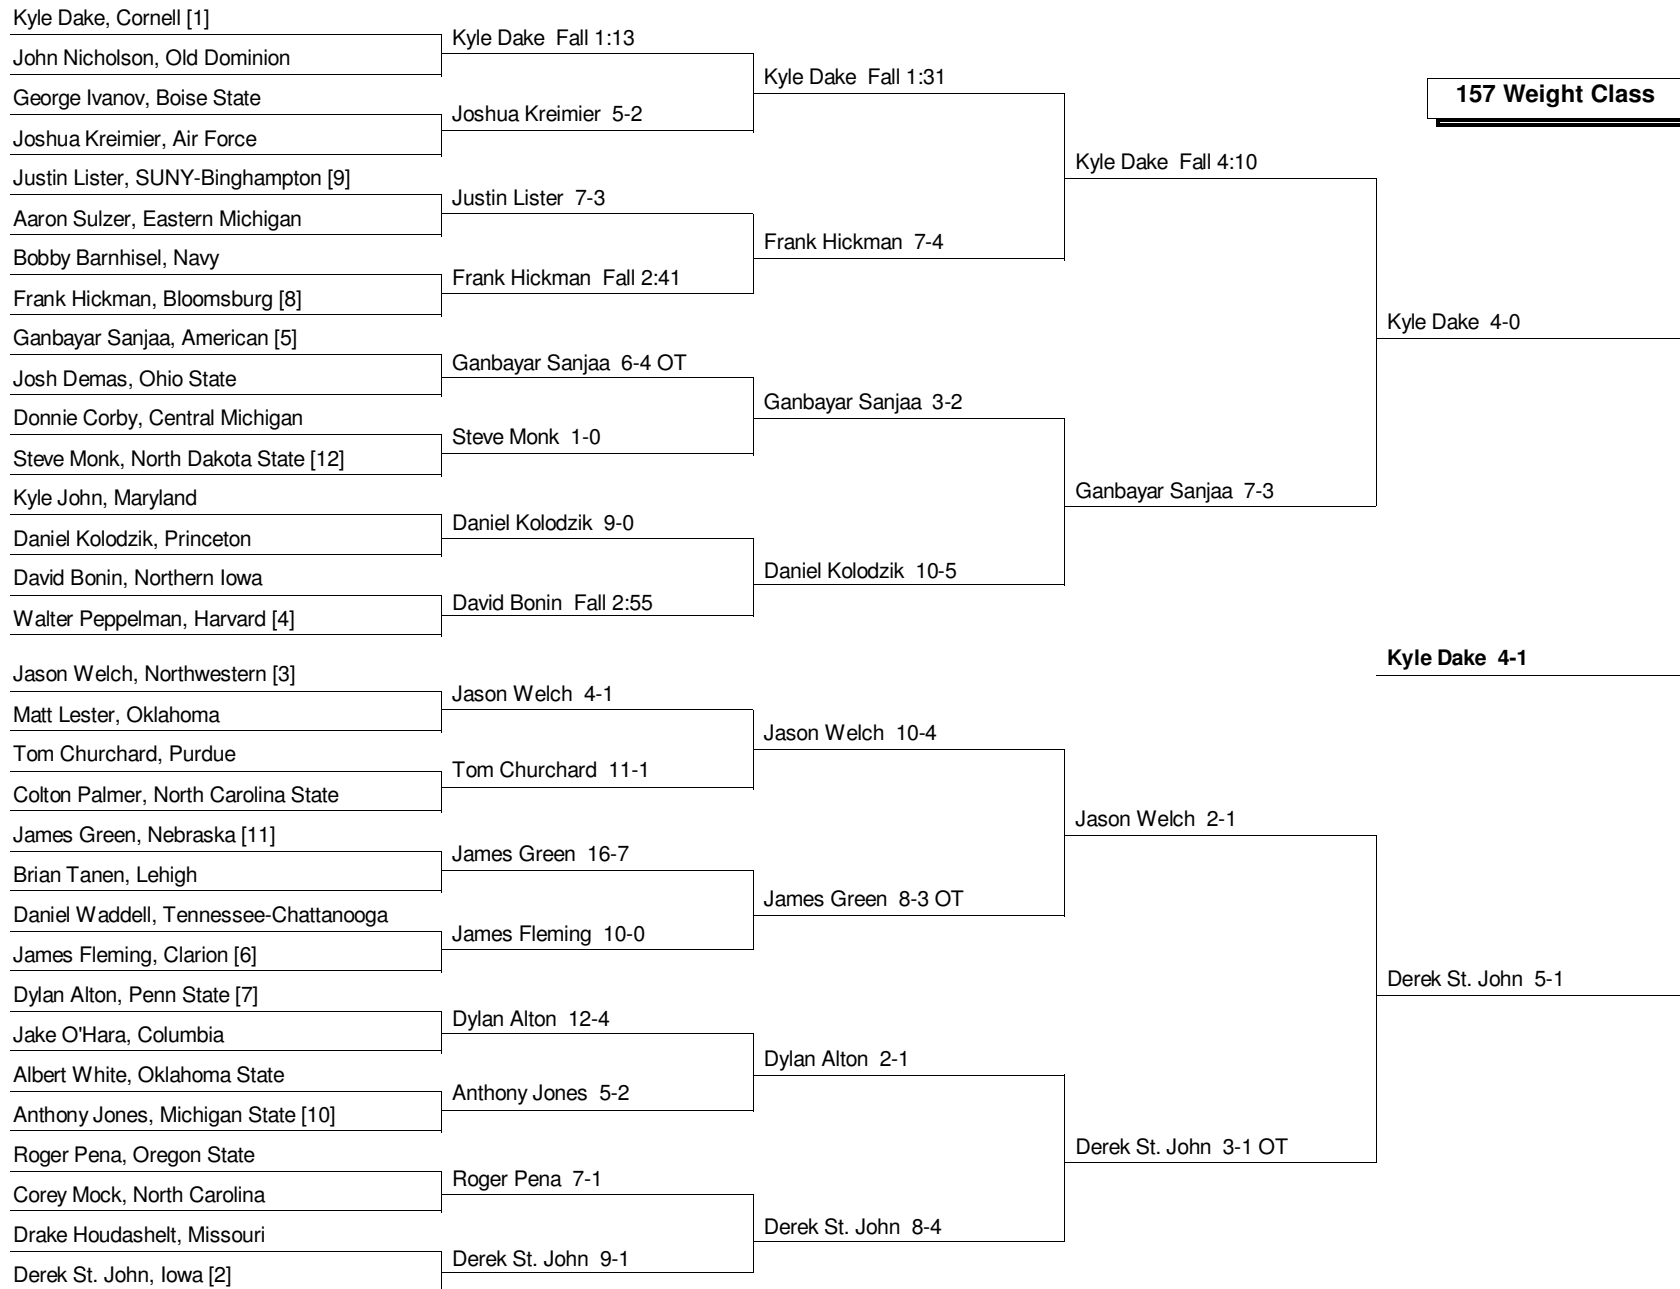 Kyle Dake, Cornell [1]
John Nicholson, Old Dominion
George Ivanov, Boise State
Joshua Kreimier, Air Force
Justin Lister, SUNY-Binghampton [9]
Aaron Sulzer, Eastern Michigan
Bobby Barnhisel, Navy
Frank Hickman, Bloomsburg [8]
Ganbayar Sanjaa, American [5]
Josh Demas, Ohio State
Donnie Corby, Central Michigan
Steve Monk, North Dakota State [12]
Kyle John, Maryland
Daniel Kolodzik, Princeton
David Bonin, Northern Iowa
Walter Peppelman, Harvard [4]
Jason Welch, Northwestern [3]
Matt Lester, Oklahoma
Tom Churchard, Purdue
Colton Palmer, North Carolina State
James Green, Nebraska [11]
Brian Tanen, Lehigh
Daniel Waddell, Tennessee-Chattanooga
James Fleming, Clarion [6]
Dylan Alton, Penn State [7]
Jake O'Hara, Columbia
Albert White, Oklahoma State
Anthony Jones, Michigan State [10]
Roger Pena, Oregon State
Corey Mock, North Carolina
Drake Houdashelt, Missouri
Derek St. John, Iowa [2]
Kyle Dake Fall 1:13
Joshua Kreimier 5-2
Justin Lister 7-3
Frank Hickman Fall 2:41
Ganbayar Sanjaa 6-4 OT
Steve Monk 1-0
Daniel Kolodzik 9-0
David Bonin Fall 2:55
Jason Welch 4-1
Tom Churchard 11-1
James Green 16-7
James Fleming 10-0
Dylan Alton 12-4
Anthony Jones 5-2
Roger Pena 7-1
Derek St. John 9-1
Kyle Dake Fall 1:31
Frank Hickman 7-4
Ganbayar Sanjaa 3-2
Daniel Kolodzik 10-5
Jason Welch 10-4
James Green 8-3 OT
Dylan Alton 2-1
Derek St. John 8-4
Kyle Dake Fall 4:10
Ganbayar Sanjaa 7-3
Jason Welch 2-1
Derek St. John 3-1 OT
157 Weight Class
Kyle Dake 4-0
Kyle Dake 4-1
Derek St. John 5-1